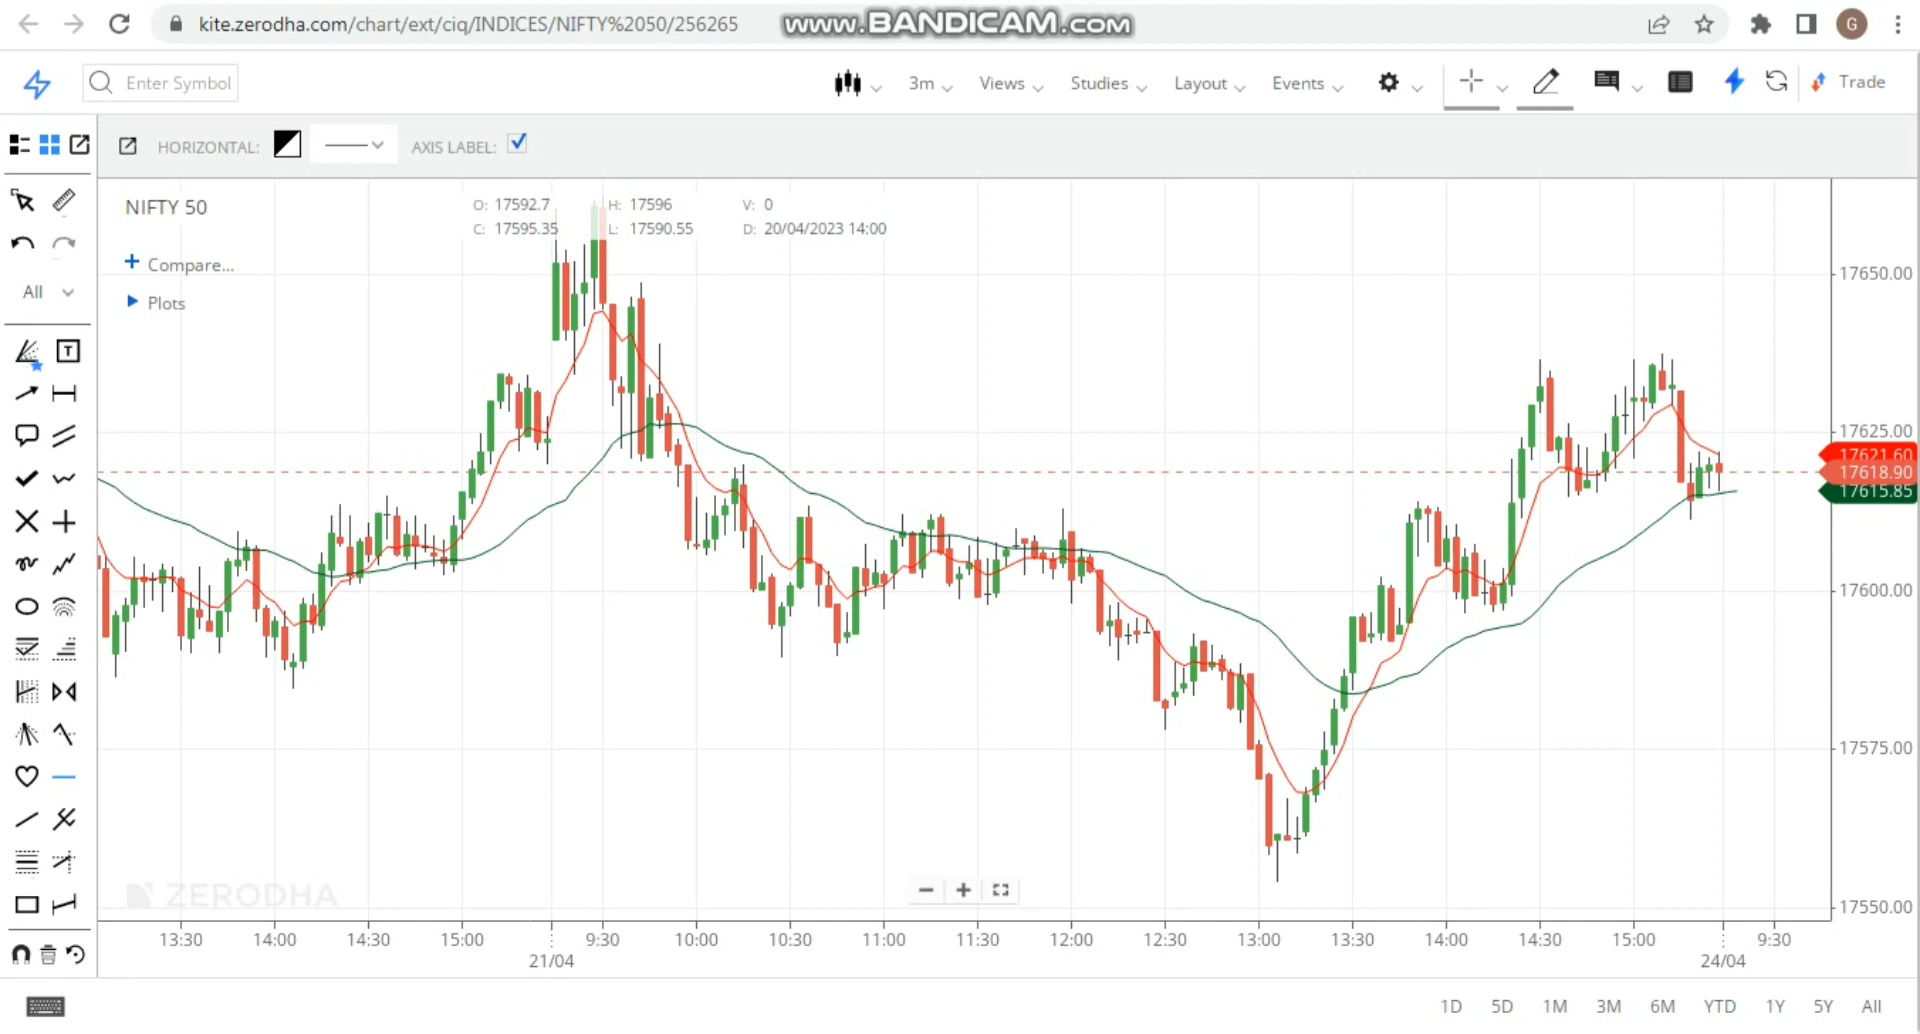 kite.zerodha.com/chart/ext/ciq/INDICES/NIFTY%2050/256265
www.BANDICAM.com
G
Enter Symbol
3m
Views
Studies
Layout
Events
Trade
HORIZONTAL:
AXIS LABEL:
NIFTY 50
O: 17592.7 H: 17596 V: 0
C: 17595.35 L: 17590.55 D: 20/04/2023 14:00
Compare...
Plots
All
T
17650.00
17625.00
17621.60
17618.90
17615.85
17600.00
17575.00
17550.00
ZERODHA
13:30 14:00 14:30 15:00 9:30 10:00 10:30 11:00 11:30 12:00 12:30 13:00 13:30 14:00 14:30 15:00 9:30
21/04 24/04
1D 5D 1M 3M 6M YTD 1Y 5Y All